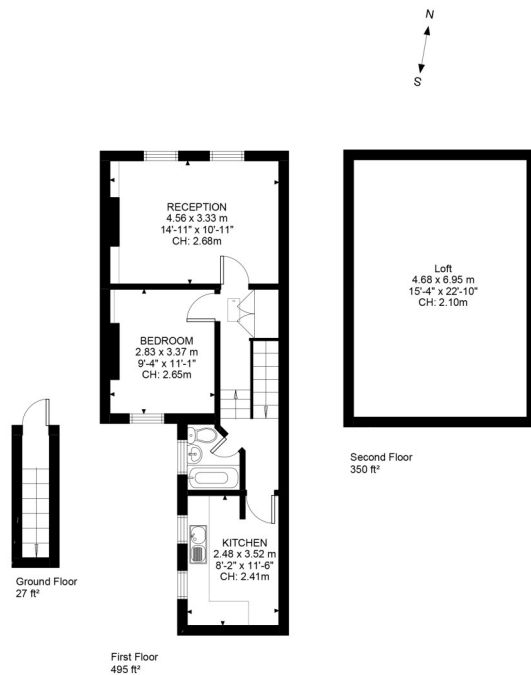 N
S
RECEPTION
4.56 x 3.33 m
14'-11" x 10'-11"
CH: 2.68m
BEDROOM
2.83 x 3.37 m
9'-4" x 11'-1"
CH: 2.65m
KITCHEN
2.48 x 3.52 m
8'-2" x 11'-6"
CH: 2.41m
Loft
4.68 x 6.95 m
15'-4" x 22'-10"
CH: 2.10m
Second Floor
350 ft²
Ground Floor
27 ft²
First Floor
495 ft²